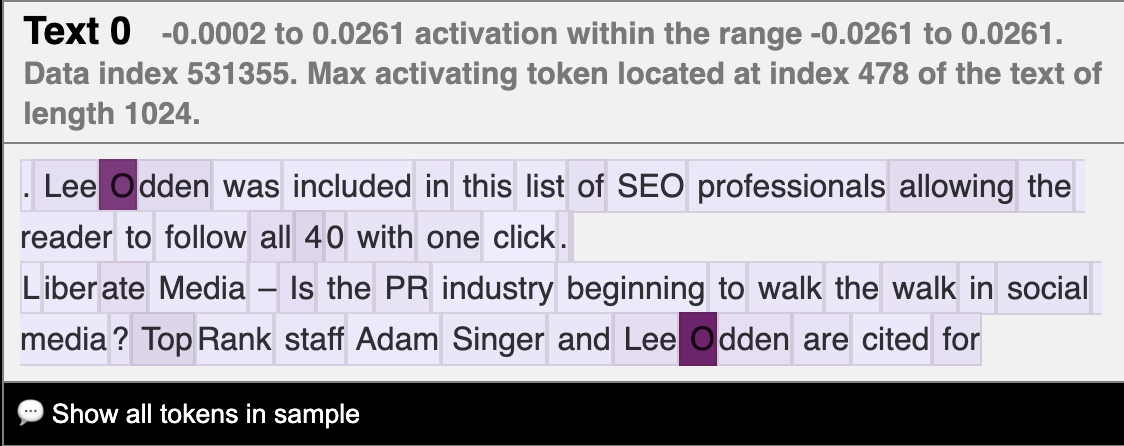 Text 0 -0.0002 to 0.0261 activation within the range -0.0261 to 0.0261.
Data index 531355. Max activating token located at index 478 of the text of
length 1024.
. Lee Odden was included in this list of SEO professionals allowing the
reader to follow all 40 with one click.
Liberate Media – Is the PR industry beginning to walk the walk in social
media? TopRank staff Adam Singer and Lee Odden are cited for
💬 Show all tokens in sample